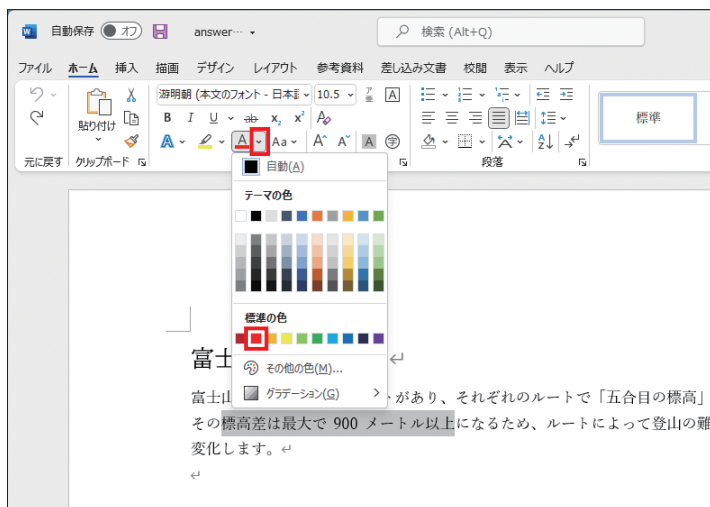 自動保存 オフ answer… 検索 (Alt+Q)
ファイル ホーム 挿入 描画 デザイン レイアウト 参考資料 差し込み文書 校閲 表示 ヘルプ
貼り付け
游明朝 (本文のフォント - 日本語 10.5 ア亜 A
B I U ab x₂ x² A
A A Aa A^ Aˇ A 字
標準
元に戻す クリップボード 段落
自動(A)
テーマの色
標準の色
その他の色(M)...
グラデーション(G)
富士
富士山 があり、それぞれのルートで「五合目の標高」
その標高差は最大で 900 メートル以上になるため、ルートによって登山の難
変化します。